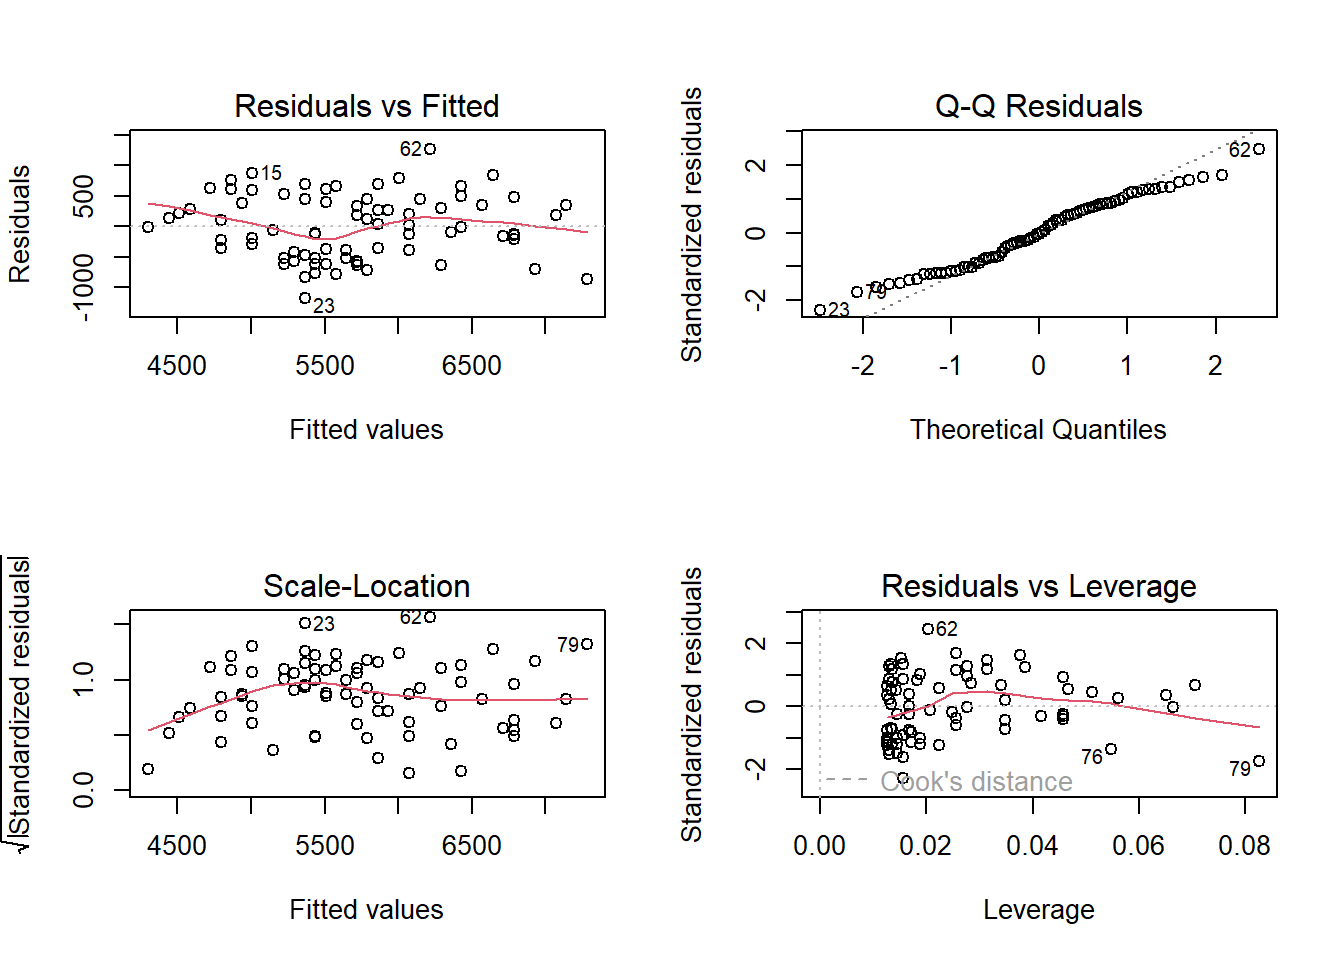 Residuals vs Fitted
Residuals
500
-1000
62
15
23
4500 5500 6500
Fitted values
Q-Q Residuals
Standardized residuals
2
0
-2
62
79
23
-2 -1 0 1 2
Theoretical Quantiles
Scale-Location
√|Standardized residuals|
1.0
0.0
23
62
79
4500 5500 6500
Fitted values
Residuals vs Leverage
Standardized residuals
2
0
-2
62
76
79
Cook's distance
0.00 0.02 0.04 0.06 0.08
Leverage